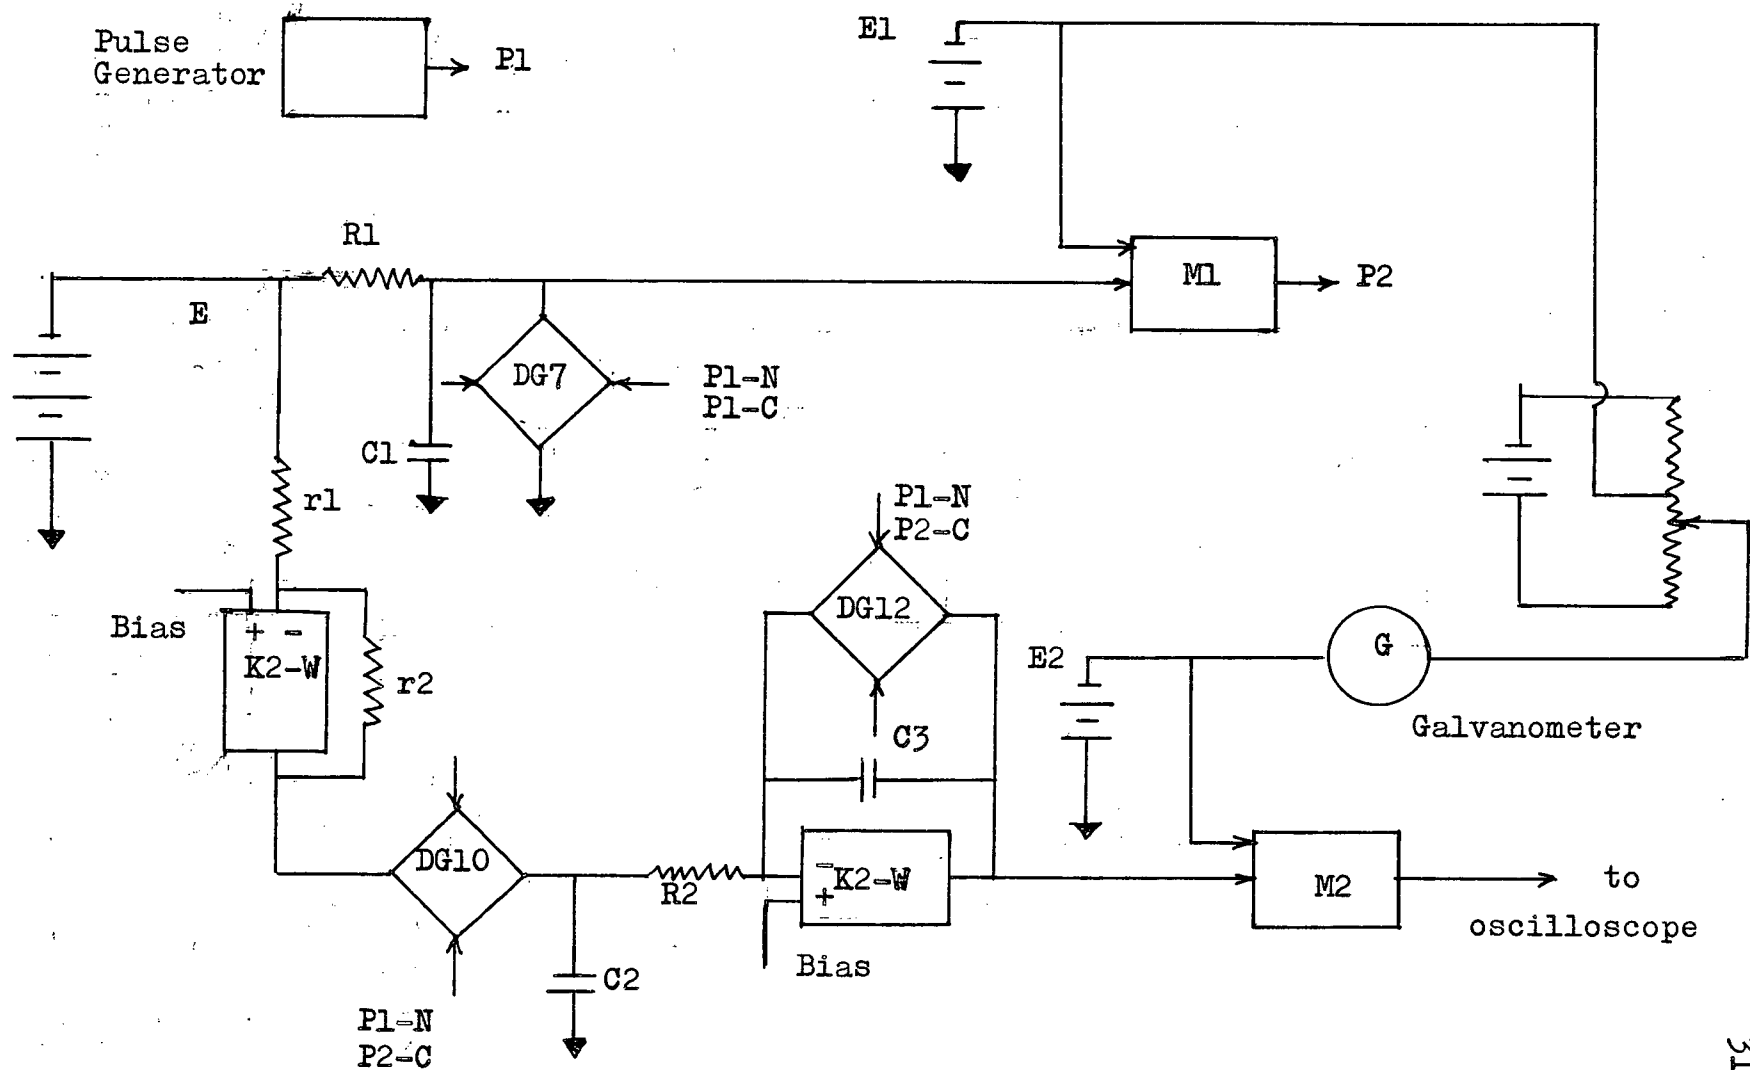 Pulse
Generator
P1
E1
R1
E
M1
P2
DG7
P1-N
P1-C
C1
r1
P1-N
P2-C
Bias
+ -
K2-W
r2
DG12
E2
G
Galvanometer
C3
DG10
R2
-
+
K2-W
M2
to
oscilloscope
Bias
C2
P1-N
P2-C
31